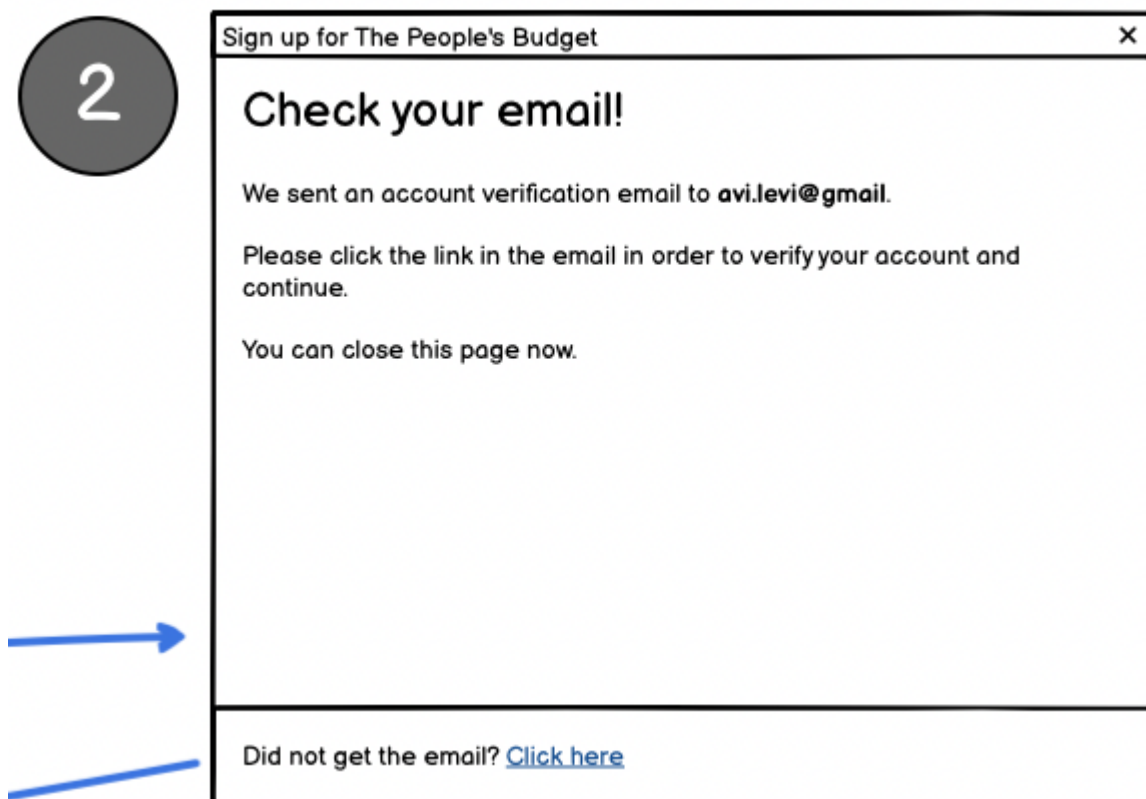 2
Sign up for The People's Budget
Check your email!
We sent an account verification email to avi.levi@gmail.
Please click the link in the email in order to verify your account and
continue.
You can close this page now.
Did not get the email? Click here